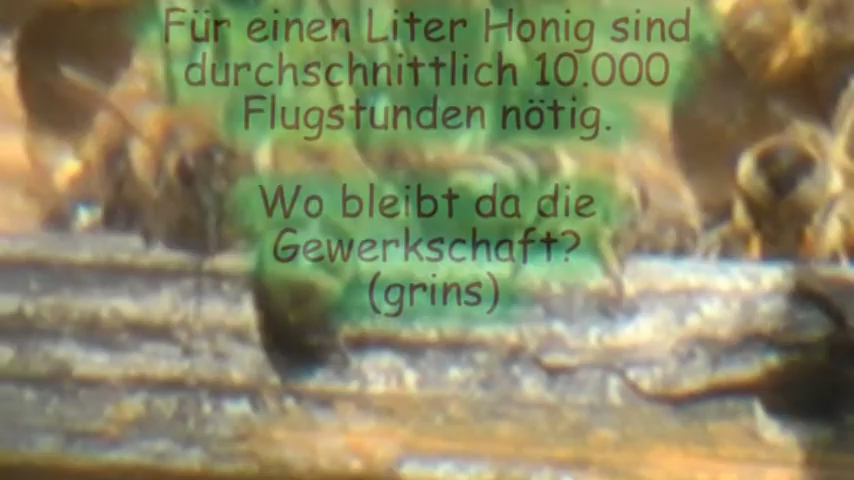 Für einen Liter Honig sind
durchschnittlich 10.000
Flugstunden nötig.
Wo bleibt da die
Gewerkschaft?
(grins)